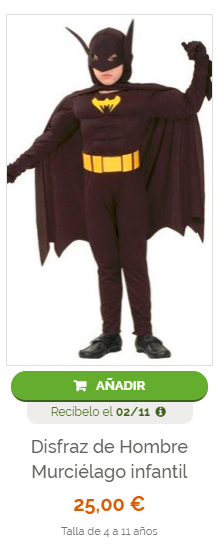 AÑADIR
Recíbelo el 02/11
Disfraz de Hombre
Murciélago infantil
25,00 €
Talla de 4 a 11 años